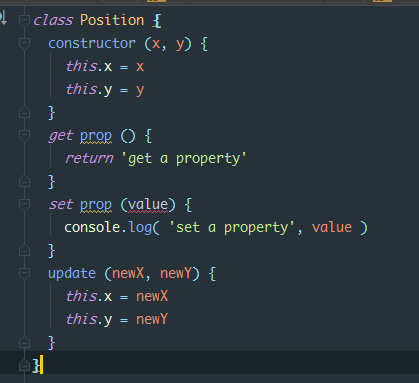 class Position {
constructor (x, y) {
this.x = x
this.y = y
}
get prop () {
return 'get a property'
}
set prop (value) {
console.log( 'set a property', value )
}
update (newX, newY) {
this.x = newX
this.y = newY
}
}